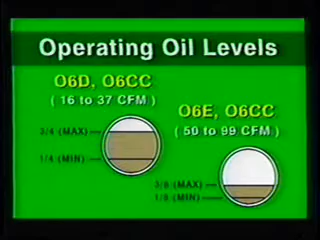 Operating Oil Levels
O6D, O6CC
( 16 to 37 CFM )
3/4 (MAX)
1/4 (MIN)
O6E, O6CC
( 50 to 99 CFM )
3/8 (MAX)
1/8 (MIN)